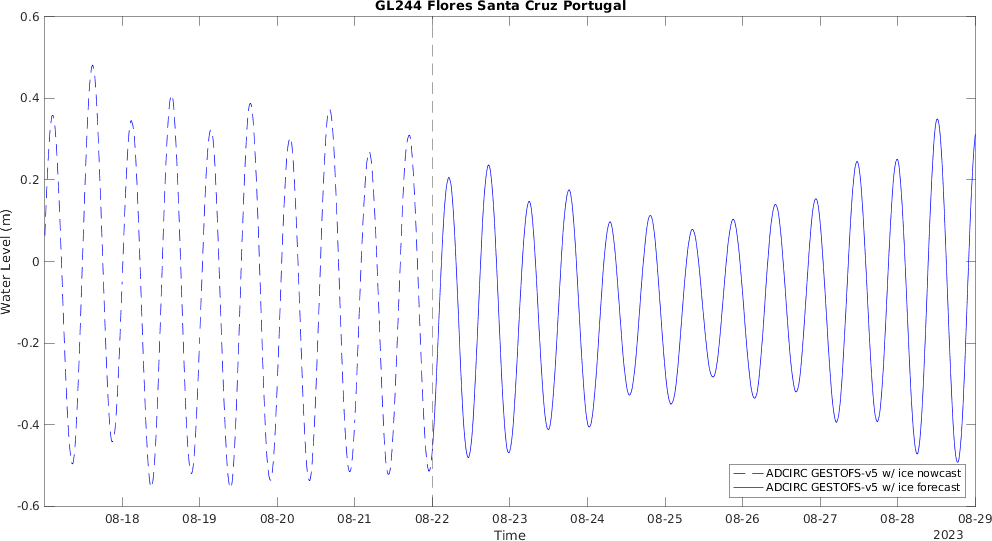 GL244 Flores Santa Cruz Portugal
Water Level (m)
0.6
0.4
0.2
0
-0.2
-0.4
-0.6
ADCIRC GESTOFS-v5 w/ ice nowcast
ADCIRC GESTOFS-v5 w/ ice forecast
08-18 08-19 08-20 08-21 08-22 08-23 08-24 08-25 08-26 08-27 08-28 08-29
Time
2023